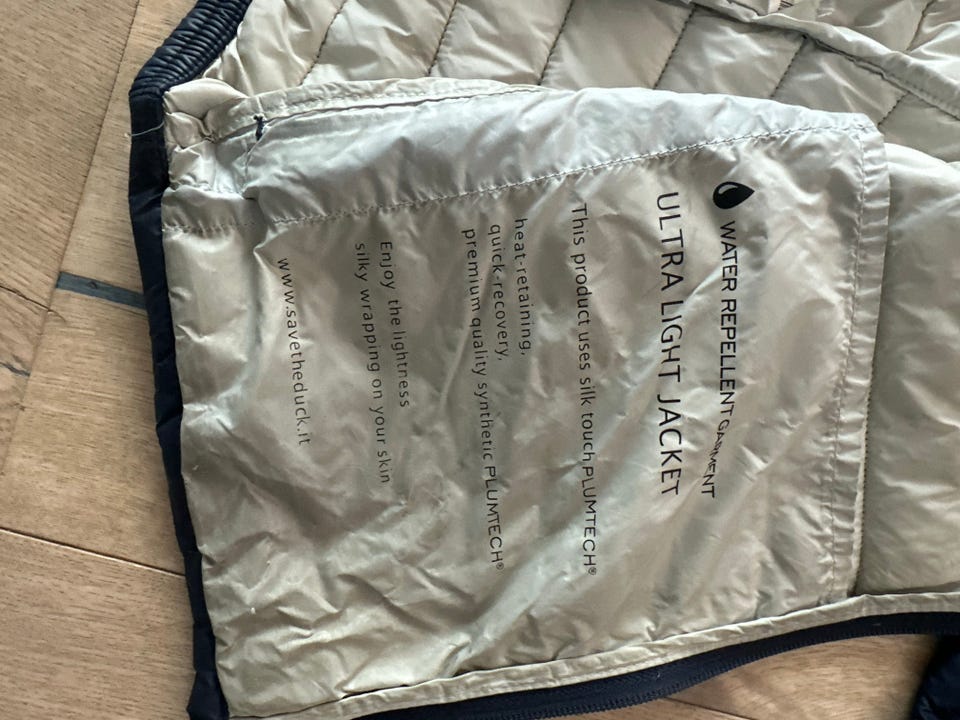 WATER REPELLENT GARMENT
ULTRA LIGHT JACKET
This product uses silk touch PLUMTECH®
heat-retaining,
quick-recovery,
premium quality synthetic PLUMTECH®
Enjoy the lightness
silky wrapping on your skin
www.savetheduck.it